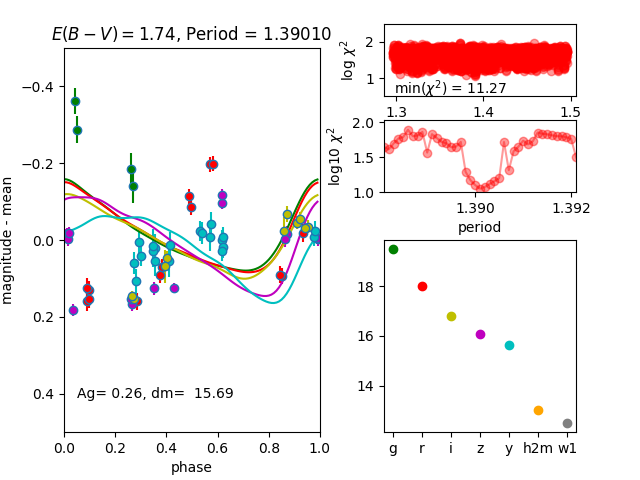 E(B − V) = 1.74, Period = 1.39010
−0.4
−0.2
0.0
0.2
0.4
magnitude - mean
Ag= 0.26, dm=  15.69
0.0 0.2 0.4 0.6 0.8 1.0
phase
2
1
log χ²
min(χ²) = 11.27
1.3 1.4 1.5
2.0
1.5
1.0
log10 χ²
1.390 1.392
period
18
16
14
g r i z y h2m w1